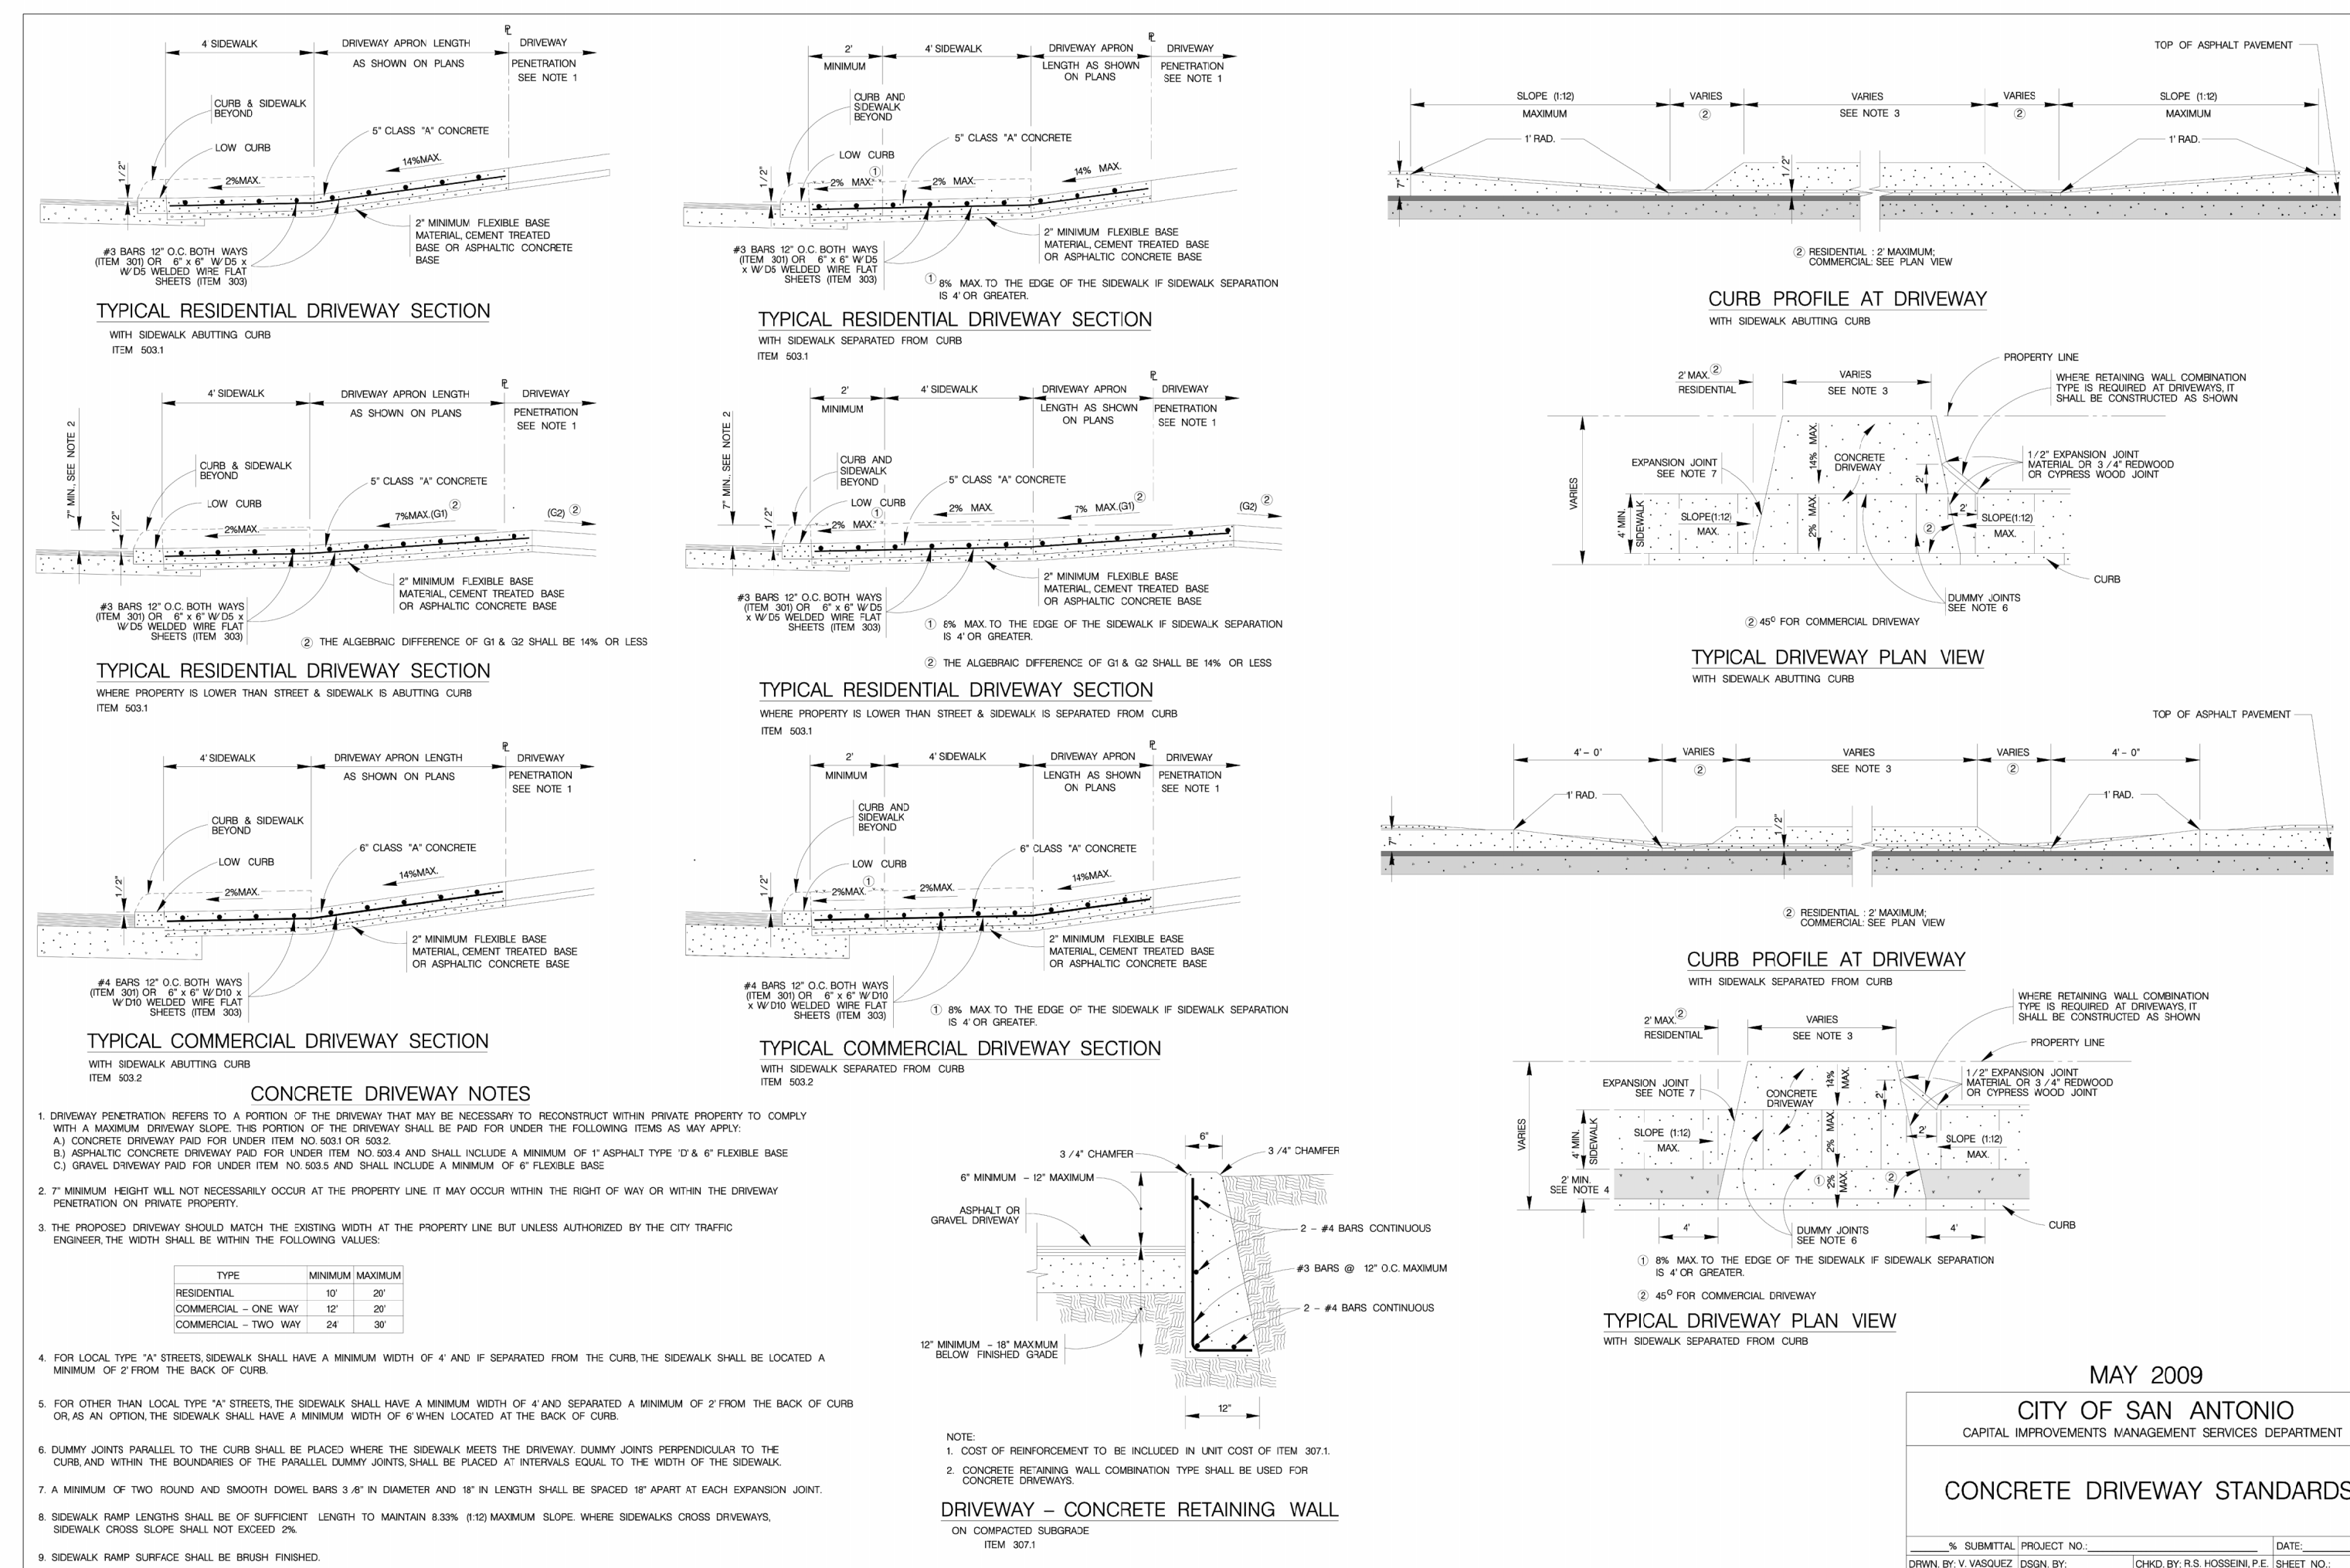 4' SIDEWALK
DRIVEWAY APRON LENGTH
AS SHOWN ON PLANS
PL
DRIVEWAY
PENETRATION
SEE NOTE 1
CURB & SIDEWALK
BEYOND
LOW CURB
5" CLASS "A" CONCRETE
1/2"
2%MAX.
14%MAX.
2" MINIMUM FLEXIBLE BASE
MATERIAL, CEMENT TREATED
BASE OR ASPHALTIC CONCRETE
BASE
#3 BARS 12" O.C. BOTH WAYS
(ITEM 301) OR 6" x 6" W/D5 x
W/D5 WELDED WIRE FLAT
SHEETS (ITEM 303)
TYPICAL RESIDENTIAL DRIVEWAY SECTION
WITH SIDEWALK ABUTTING CURB
ITEM 503.1
2'
MINIMUM
4' SIDEWALK
DRIVEWAY APRON
LENGTH AS SHOWN
ON PLANS
PL
DRIVEWAY
PENETRATION
SEE NOTE 1
CURB AND
SIDEWALK
BEYOND
LOW CURB
5" CLASS "A" CONCRETE
1/2"
①
2% MAX.
2% MAX.
14% MAX.
2" MINIMUM FLEXIBLE BASE
MATERIAL, CEMENT TREATED BASE
OR ASPHALTIC CONCRETE BASE
#3 BARS 12" O.C. BOTH WAYS
(ITEM 301) OR 6" x 6" W/D5
x W/D5 WELDED WIRE FLAT
SHEETS (ITEM 303)
① 8% MAX. TO THE EDGE OF THE SIDEWALK IF SIDEWALK SEPARATION
IS 4' OR GREATER.
TYPICAL RESIDENTIAL DRIVEWAY SECTION
WITH SIDEWALK SEPARATED FROM CURB
ITEM 503.1
TOP OF ASPHALT PAVEMENT
SLOPE (1:12)
MAXIMUM
VARIES
②
VARIES
SEE NOTE 3
VARIES
②
SLOPE (1:12)
MAXIMUM
1' RAD.
1' RAD.
7"
1/2"
② RESIDENTIAL : 2' MAXIMUM;
COMMERCIAL: SEE PLAN VIEW
CURB PROFILE AT DRIVEWAY
WITH SIDEWALK ABUTTING CURB
4' SIDEWALK
DRIVEWAY APRON LENGTH
AS SHOWN ON PLANS
PL
DRIVEWAY
PENETRATION
SEE NOTE 1
7" MIN., SEE NOTE 2
CURB & SIDEWALK
BEYOND
LOW CURB
5" CLASS "A" CONCRETE
1/2"
2%MAX.
7%MAX.(G1) ②
(G2) ②
2" MINIMUM FLEXIBLE BASE
MATERIAL, CEMENT TREATED BASE
OR ASPHALTIC CONCRETE BASE
#3 BARS 12" O.C. BOTH WAYS
(ITEM 301) OR 6" x 6" W/D5 x
W/D5 WELDED WIRE FLAT
SHEETS (ITEM 303)
② THE ALGEBRAIC DIFFERENCE OF G1 & G2 SHALL BE 14% OR LESS
TYPICAL RESIDENTIAL DRIVEWAY SECTION
WHERE PROPERTY IS LOWER THAN STREET & SIDEWALK IS ABUTTING CURB
ITEM 503.1
2'
MINIMUM
4' SIDEWALK
DRIVEWAY APRON
LENGTH AS SHOWN
ON PLANS
PL
DRIVEWAY
PENETRATION
SEE NOTE 1
7" MIN., SEE NOTE 2
CURB AND
SIDEWALK
BEYOND
LOW CURB
5" CLASS "A" CONCRETE
1/2"
①
2% MAX.
2% MAX.
7% MAX.(G1) ②
(G2) ②
2" MINIMUM FLEXIBLE BASE
MATERIAL, CEMENT TREATED BASE
OR ASPHALTIC CONCRETE BASE
#3 BARS 12" O.C. BOTH WAYS
(ITEM 301) OR 6" x 6" W/D5
x W/D5 WELDED WIRE FLAT
SHEETS (ITEM 303)
① 8% MAX. TO THE EDGE OF THE SIDEWALK IF SIDEWALK SEPARATION
IS 4' OR GREATER.
② THE ALGEBRAIC DIFFERENCE OF G1 & G2 SHALL BE 14% OR LESS
TYPICAL RESIDENTIAL DRIVEWAY SECTION
WHERE PROPERTY IS LOWER THAN STREET & SIDEWALK IS SEPARATED FROM CURB
ITEM 503.1
PROPERTY LINE
2' MAX. ②
RESIDENTIAL
VARIES
SEE NOTE 3
WHERE RETAINING WALL COMBINATION
TYPE IS REQUIRED AT DRIVEWAYS, IT
SHALL BE CONSTRUCTED AS SHOWN
VARIES
EXPANSION JOINT
SEE NOTE 7
14% MAX.
CONCRETE
DRIVEWAY
2'
1/2" EXPANSION JOINT
MATERIAL OR 3/4" REDWOOD
OR CYPRESS WOOD JOINT
4' MIN.
SIDEWALK
SLOPE(1:12)
MAX.
2% MAX.
2'
②
SLOPE(1:12)
MAX.
CURB
DUMMY JOINTS
SEE NOTE 6
② 45° FOR COMMERCIAL DRIVEWAY
TYPICAL DRIVEWAY PLAN VIEW
WITH SIDEWALK ABUTTING CURB
4' SIDEWALK
DRIVEWAY APRON LENGTH
AS SHOWN ON PLANS
PL
DRIVEWAY
PENETRATION
SEE NOTE 1
CURB & SIDEWALK
BEYOND
LOW CURB
6" CLASS "A" CONCRETE
1/2"
2%MAX.
14%MAX.
2" MINIMUM FLEXIBLE BASE
MATERIAL, CEMENT TREATED BASE
OR ASPHALTIC CONCRETE BASE
#4 BARS 12" O.C. BOTH WAYS
(ITEM 301) OR 6" x 6" W/D10 x
W/D10 WELDED WIRE FLAT
SHEETS (ITEM 303)
TYPICAL COMMERCIAL DRIVEWAY SECTION
WITH SIDEWALK ABUTTING CURB
ITEM 503.2
2'
MINIMUM
4' SIDEWALK
DRIVEWAY APRON
LENGTH AS SHOWN
ON PLANS
PL
DRIVEWAY
PENETRATION
SEE NOTE 1
CURB AND
SIDEWALK
BEYOND
LOW CURB
6" CLASS "A" CONCRETE
1/2"
2%MAX. ①
2%MAX.
14%MAX.
2" MINIMUM FLEXIBLE BASE
MATERIAL, CEMENT TREATED BASE
OR ASPHALTIC CONCRETE BASE
#4 BARS 12" O.C. BOTH WAYS
(ITEM 301) OR 6" x 6" W/D10
x W/D10 WELDED WIRE FLAT
SHEETS (ITEM 303)
① 8% MAX. TO THE EDGE OF THE SIDEWALK IF SIDEWALK SEPARATION
IS 4' OR GREATER.
TYPICAL COMMERCIAL DRIVEWAY SECTION
WITH SIDEWALK SEPARATED FROM CURB
ITEM 503.2
TOP OF ASPHALT PAVEMENT
4' - 0'
VARIES
②
VARIES
SEE NOTE 3
VARIES
②
4' - 0"
1' RAD.
1' RAD.
7"
1/2"
② RESIDENTIAL : 2' MAXIMUM;
COMMERCIAL: SEE PLAN VIEW
CURB PROFILE AT DRIVEWAY
WITH SIDEWALK SEPARATED FROM CURB
CONCRETE DRIVEWAY NOTES
1. DRIVEWAY PENETRATION REFERS TO A PORTION OF THE DRIVEWAY THAT MAY BE NECESSARY TO RECONSTRUCT WITHIN PRIVATE PROPERTY TO COMPLY
WITH A MAXIMUM DRIVEWAY SLOPE. THIS PORTION OF THE DRIVEWAY SHALL BE PAID FOR UNDER THE FOLLOWING ITEMS AS MAY APPLY:
A.) CONCRETE DRIVEWAY PAID FOR UNDER ITEM NO. 503.1 OR 503.2.
B.) ASPHALTIC CONCRETE DRIVEWAY PAID FOR UNDER ITEM NO. 503.4 AND SHALL INCLUDE A MINIMUM OF 1" ASPHALT TYPE 'D' & 6" FLEXIBLE BASE
C.) GRAVEL DRIVEWAY PAID FOR UNDER ITEM NO. 503.5 AND SHALL INCLUDE A MINIMUM OF 6" FLEXIBLE BASE
2. 7" MINIMUM HEIGHT WILL NOT NECESSARILY OCCUR AT THE PROPERTY LINE. IT MAY OCCUR WITHIN THE RIGHT OF WAY OR WITHIN THE DRIVEWAY
PENETRATION ON PRIVATE PROPERTY.
3. THE PROPOSED DRIVEWAY SHOULD MATCH THE EXISTING WIDTH AT THE PROPERTY LINE BUT UNLESS AUTHORIZED BY THE CITY TRAFFIC
ENGINEER, THE WIDTH SHALL BE WITHIN THE FOLLOWING VALUES:
TYPE MINIMUM MAXIMUM
RESIDENTIAL 10' 20'
COMMERCIAL - ONE WAY 12' 20'
COMMERCIAL - TWO WAY 24' 30'
4. FOR LOCAL TYPE "A" STREETS, SIDEWALK SHALL HAVE A MINIMUM WIDTH OF 4' AND IF SEPARATED FROM THE CURB, THE SIDEWALK SHALL BE LOCATED A
MINIMUM OF 2' FROM THE BACK OF CURB.
5. FOR OTHER THAN LOCAL TYPE "A" STREETS, THE SIDEWALK SHALL HAVE A MINIMUM WIDTH OF 4' AND SEPARATED A MINIMUM OF 2' FROM THE BACK OF CURB
OR, AS AN OPTION, THE SIDEWALK SHALL HAVE A MINIMUM WIDTH OF 6' WHEN LOCATED AT THE BACK OF CURB.
6. DUMMY JOINTS PARALLEL TO THE CURB SHALL BE PLACED WHERE THE SIDEWALK MEETS THE DRIVEWAY. DUMMY JOINTS PERPENDICULAR TO THE
CURB, AND WITHIN THE BOUNDARIES OF THE PARALLEL DUMMY JOINTS, SHALL BE PLACED AT INTERVALS EQUAL TO THE WIDTH OF THE SIDEWALK.
7. A MINIMUM OF TWO ROUND AND SMOOTH DOWEL BARS 3/8" IN DIAMETER AND 18" IN LENGTH SHALL BE SPACED 18" APART AT EACH EXPANSION JOINT.
8. SIDEWALK RAMP LENGTHS SHALL BE OF SUFFICIENT LENGTH TO MAINTAIN 8.33% (1:12) MAXIMUM SLOPE. WHERE SIDEWALKS CROSS DRIVEWAYS,
SIDEWALK CROSS SLOPE SHALL NOT EXCEED 2%.
9. SIDEWALK RAMP SURFACE SHALL BE BRUSH FINISHED.
6"
3/4" CHAMFER
3/4" CHAMFER
6" MINIMUM - 12" MAXIMUM
ASPHALT OR
GRAVEL DRIVEWAY
2 - #4 BARS CONTINUOUS
#3 BARS @ 12" O.C. MAXIMUM
2 - #4 BARS CONTINUOUS
12" MINIMUM - 18" MAXMUM
BELOW FINISHED GRADE
12"
NOTE:
1. COST OF REINFORCEMENT TO BE INCLUDED IN UNIT COST OF ITEM 307.1.
2. CONCRETE RETAINING WALL COMBINATION TYPE SHALL BE USED FOR
CONCRETE DRIVEWAYS.
DRIVEWAY - CONCRETE RETAINING WALL
ON COMPACTED SUBGRADE
ITEM 307.1
WHERE RETAINING WALL COMBINATION
TYPE IS REQUIRED AT DRIVEWAYS, IT
SHALL BE CONSTRUCTED AS SHOWN
2' MAX. ②
RESIDENTIAL
VARIES
SEE NOTE 3
PROPERTY LINE
VARIES
EXPANSION JOINT
SEE NOTE 7
CONCRETE
DRIVEWAY
14% MAX.
2'
1/2" EXPANSION JOINT
MATERIAL OR 3/4" REDWOOD
OR CYPRESS WOOD JOINT
4' MIN.
SIDEWALK
SLOPE (1:12)
MAX.
2% MAX.
2'
SLOPE (1:12)
MAX.
2' MIN.
SEE NOTE 4
① 2% MAX.
②
4'
DUMMY JOINTS
SEE NOTE 6
4'
CURB
① 8% MAX. TO THE EDGE OF THE SIDEWALK IF SIDEWALK SEPARATION
IS 4' OR GREATER.
② 45° FOR COMMERCIAL DRIVEWAY
TYPICAL DRIVEWAY PLAN VIEW
WITH SIDEWALK SEPARATED FROM CURB
MAY 2009
CITY OF SAN ANTONIO
CAPITAL IMPROVEMENTS MANAGEMENT SERVICES DEPARTMENT
CONCRETE DRIVEWAY STANDARDS
% SUBMITTAL PROJECT NO.: DATE:
DRWN. BY: V. VASQUEZ DSGN. BY: CHKD. BY: R.S. HOSSEINI, P.E. SHEET NO.: